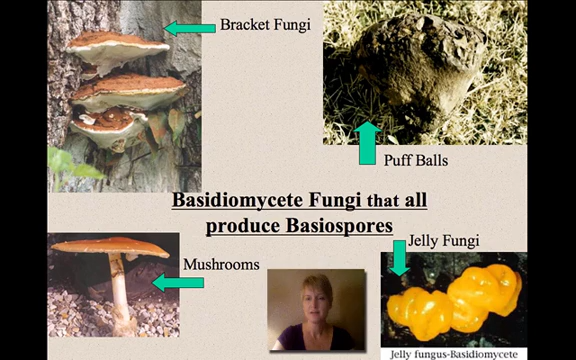 Bracket Fungi
Puff Balls
Basidiomycete Fungi that all
produce Basiospores
Jelly Fungi
Mushrooms
Jelly fungus-Basidiomycete